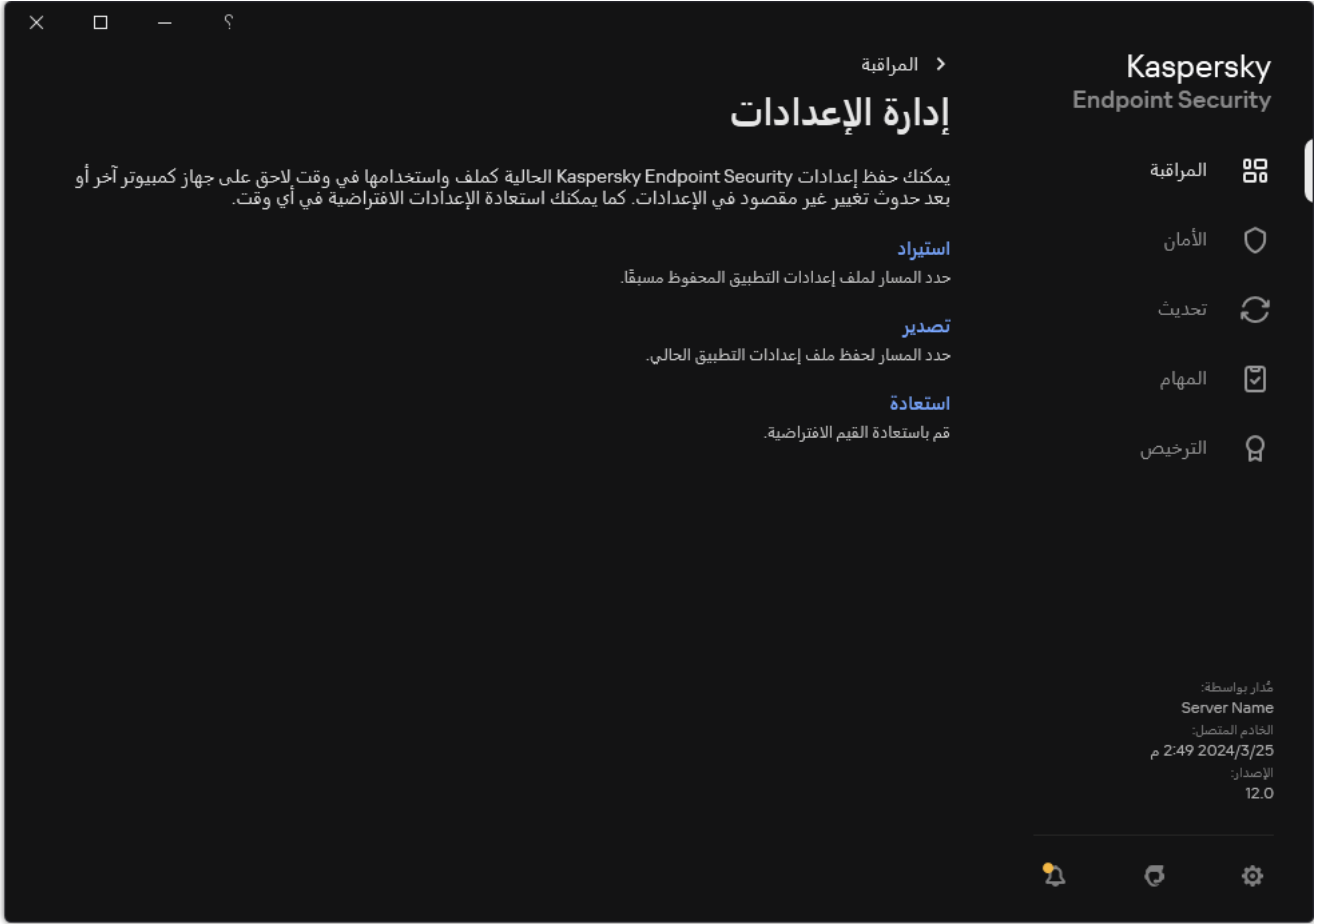 Kaspersky
Endpoint Security
المراقبة
الأمان
تحديث
المهام
الترخيص
مُدار بواسطة:
Server Name
الخادم المتصل:
2024/3/25 2:49 م
الإصدار:
12.0
المراقبة
إدارة الإعدادات
يمكنك حفظ إعدادات Kaspersky Endpoint Security الحالية كملف واستخدامها في وقت لاحق على جهاز كمبيوتر آخر أو
بعد حدوث تغيير غير مقصود في الإعدادات. كما يمكنك استعادة الإعدادات الافتراضية في أي وقت.
استيراد
حدد المسار لملف إعدادات التطبيق المحفوظ مسبقًا.
تصدير
حدد المسار لحفظ ملف إعدادات التطبيق الحالي.
استعادة
قم باستعادة القيم الافتراضية.